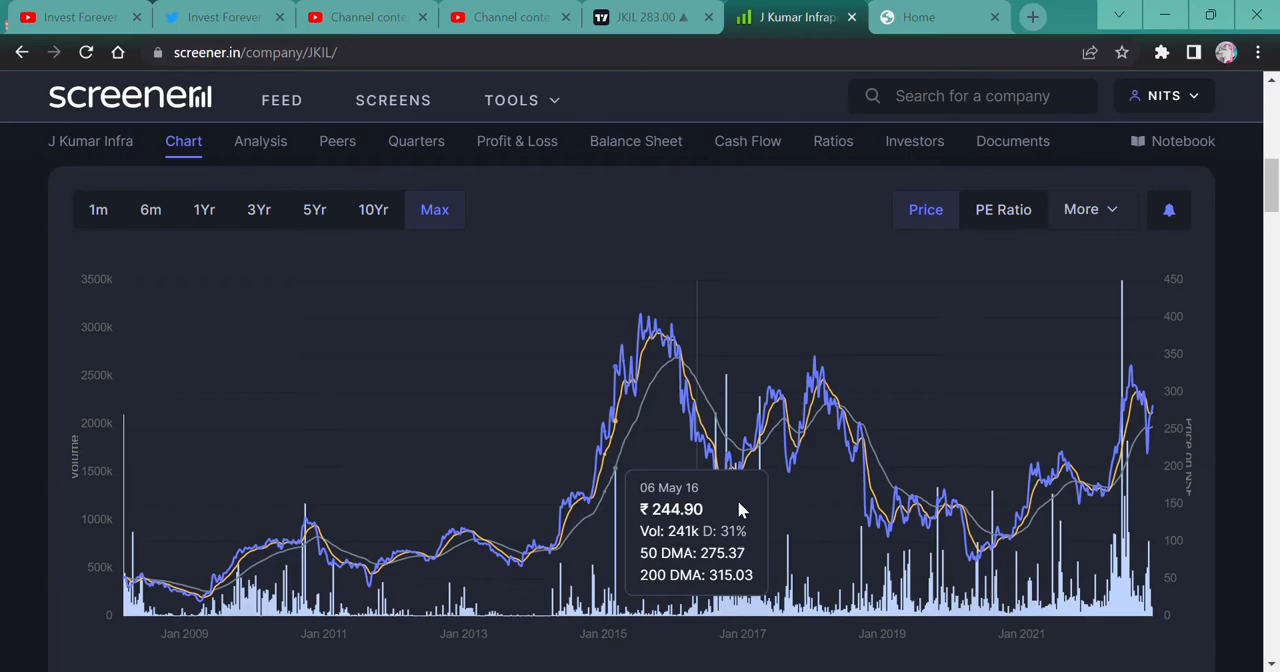 Invest Forever
Invest Forever
Channel conte
Channel conte
JKIL 283.00 ▲
J Kumar Infrap
Home
screener.in/company/JKIL/
screener
FEED
SCREENS
TOOLS
Search for a company
NITS
J Kumar Infra
Chart
Analysis
Peers
Quarters
Profit & Loss
Balance Sheet
Cash Flow
Ratios
Investors
Documents
Notebook
1m
6m
1Yr
3Yr
5Yr
10Yr
Max
Price
PE Ratio
More
3500k
3000k
2500k
2000k
1500k
1000k
500k
0
Volume
450
400
350
300
250
200
150
100
50
0
06 May 16
₹ 244.90
Vol: 241k D: 31%
50 DMA: 275.37
200 DMA: 315.03
Jan 2009
Jan 2011
Jan 2013
Jan 2015
Jan 2017
Jan 2019
Jan 2021